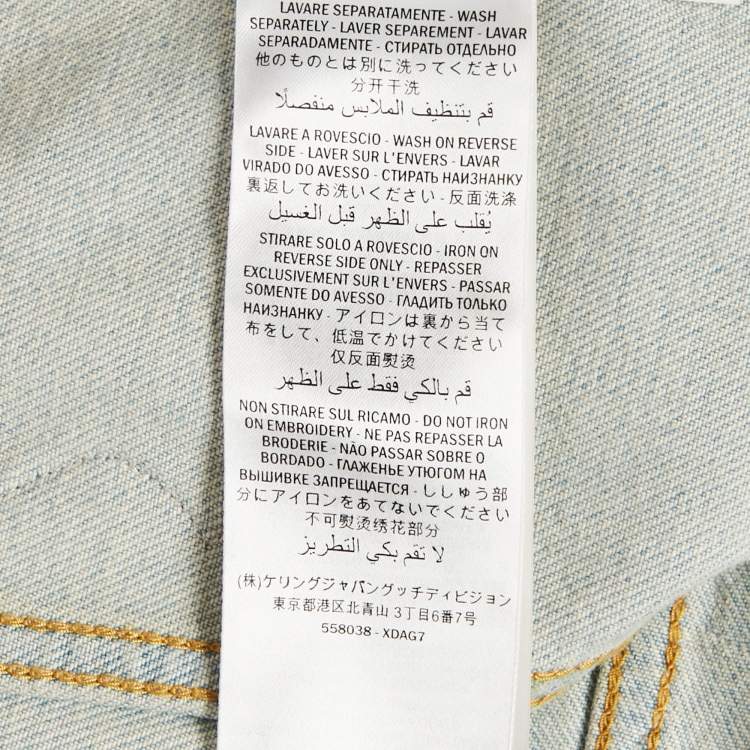 LAVARE SEPARATAMENTE - WASH
SEPARATELY - LAVER SEPAREMENT - LAVAR
SEPARADAMENTE - СТИРАТЬ ОТДЕЛЬНО
他のものとは別に洗ってください
分开干洗
قم بتنظيف الملابس منفصلًا
LAVARE A ROVESCIO - WASH ON REVERSE
SIDE - LAVER SUR L'ENVERS - LAVAR
VIRADO DO AVESSO - СТИРАТЬ НАИЗНАНКУ
裏返してお洗いください - 反面洗涤
يُقلب على الظهر قبل الغسيل
STIRARE SOLO A ROVESCIO - IRON ON
REVERSE SIDE ONLY - REPASSER
EXCLUSIVEMENT SUR L'ENVERS - PASSAR
SOMENTE DO AVESSO - ГЛАДИТЬ ТОЛЬКО
НАИЗНАНКУ - アイロンは裏から当て
布をして、低温でかけてください
仅反面熨烫
قم بالكي فقط على الظهر
NON STIRARE SUL RICAMO - DO NOT IRON
ON EMBROIDERY - NE PAS REPASSER LA
BRODERIE - NÃO PASSAR SOBRE O
BORDADO - ГЛАЖЕНЬЕ УТЮГОМ НА
ВЫШИВКЕ ЗАПРЕЩАЕТСЯ - ししゅう部
分にアイロンをあてないでください
不可熨烫绣花部分
لا تقم بكي التطريز
(株)ケリングジャパングッチディビジョン
東京都港区北青山 3丁目6番7号
558038 - XDAG7